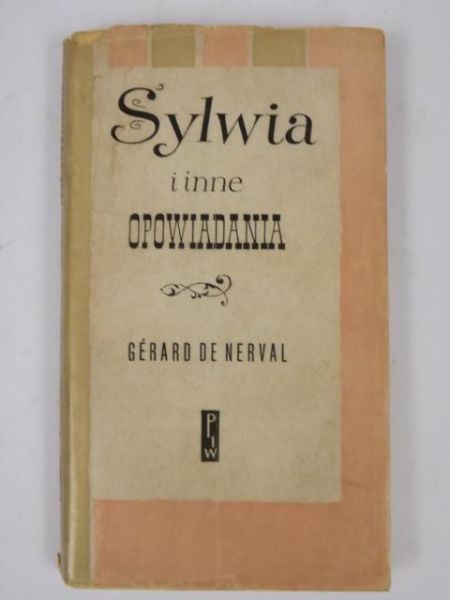 Sylwia
i inne
OPOWIADANIA
GÉRARD DE NERVAL
PIW